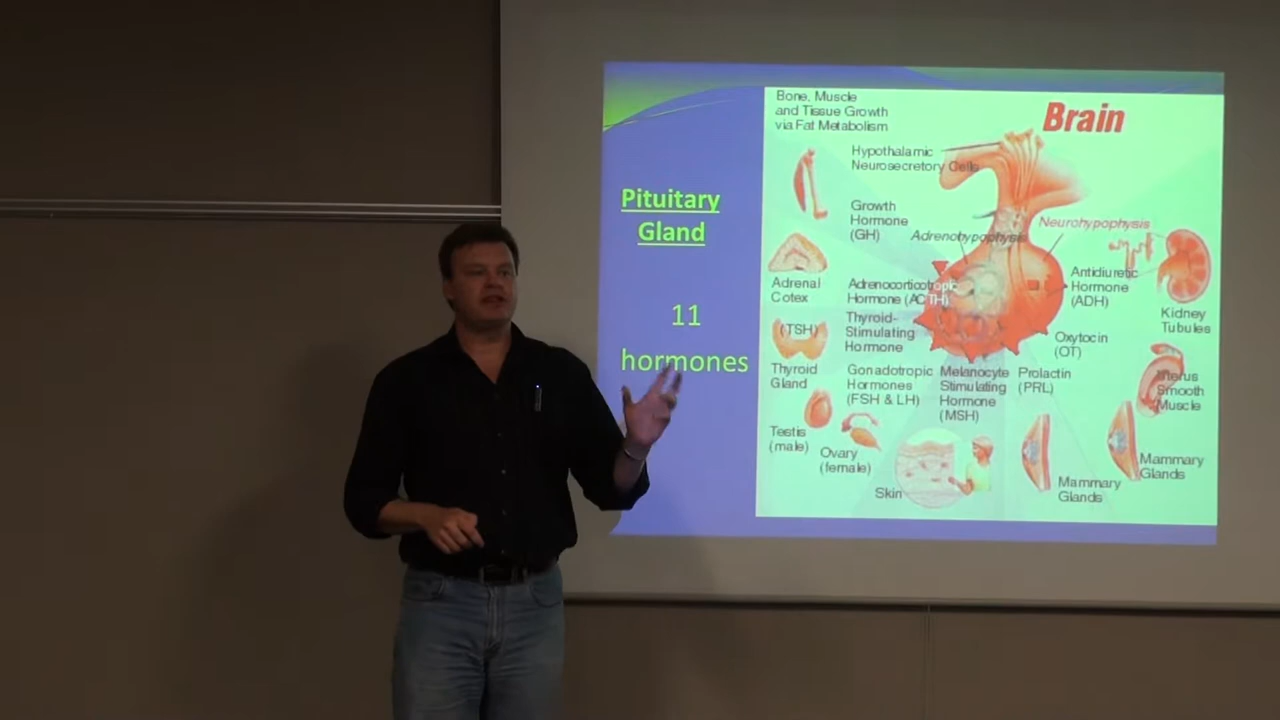 Pituitary
Gland
11
hormones
Bone, Muscle
and Tissue Growth
via Fat Metabolism
Brain
Hypothalamic
Neurosecretory Cells
Growth
Hormone
(GH)
Adrenohypophysis
Neurohypophysis
Adrenal
Cotex
Adrenocorticotropic
Hormone (ACTH)
Antidiuretic
Hormone
(ADH)
Kidney
Tubules
(TSH)
Thyroid-
Stimulating
Hormone
Oxytocin
(OT)
Thyroid
Gland
Gonadotropic
Hormones
(FSH & LH)
Melanocyte
Stimulating
Hormone
(MSH)
Prolactin
(PRL)
Uterus
Smooth
Muscle
Testis
(male)
Ovary
(female)
Skin
Mammary
Glands
Mammary
Glands